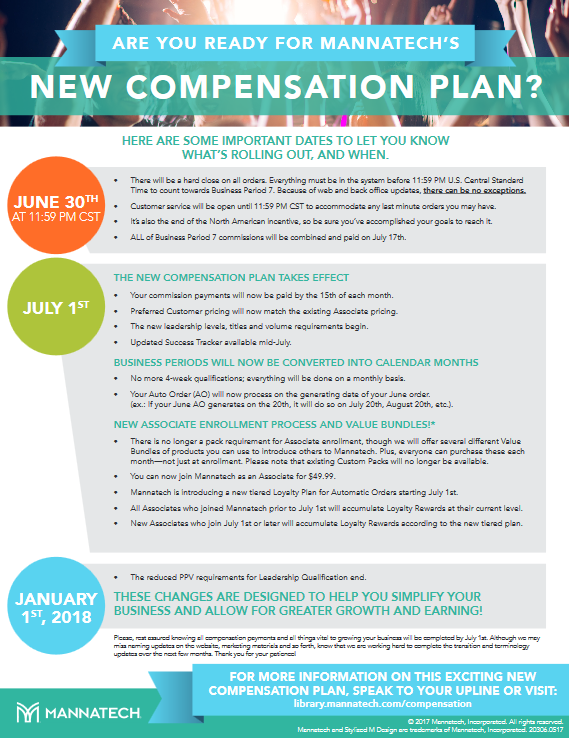 ARE YOU READY FOR MANNATECH'S
NEW COMPENSATION PLAN?
HERE ARE SOME IMPORTANT DATES TO LET YOU KNOW
WHAT'S ROLLING OUT, AND WHEN.
JUNE 30TH
AT 11:59 PM CST
• There will be a hard close on all orders. Everything must be in the system before 11:59 PM U.S. Central Standard
Time to count towards Business Period 7. Because of web and back office updates, there can be no exceptions.
• Customer service will be open until 11:59 PM CST to accommodate any last minute orders you may have.
• It's also the end of the North American incentive, so be sure you've accomplished your goals to reach it.
• ALL of Business Period 7 commissions will be combined and paid on July 17th.
JULY 1ST
THE NEW COMPENSATION PLAN TAKES EFFECT
• Your commission payments will now be paid by the 15th of each month.
• Preferred Customer pricing will now match the existing Associate pricing.
• The new leadership levels, titles and volume requirements begin.
• Updated Success Tracker available mid-July.
BUSINESS PERIODS WILL NOW BE CONVERTED INTO CALENDAR MONTHS
• No more 4-week qualifications; everything will be done on a monthly basis.
• Your Auto Order (AO) will now process on the generating date of your June order.
(ex.: If your June AO generates on the 20th, it will do so on July 20th, August 20th, etc.).
NEW ASSOCIATE ENROLLMENT PROCESS AND VALUE BUNDLES!*
• There is no longer a pack requirement for Associate enrollment, though we will offer several different Value
Bundles of products you can use to introduce others to Mannatech. Plus, everyone can purchase these each
month—not just at enrollment. Please note that existing Custom Packs will no longer be available.
• You can now join Mannatech as an Associate for $49.99.
• Mannatech is introducing a new tiered Loyalty Plan for Automatic Orders starting July 1st.
• All Associates who joined Mannatech prior to July 1st will accumulate Loyalty Rewards at their current level.
• New Associates who join July 1st or later will accumulate Loyalty Rewards according to the new tiered plan.
JANUARY
1ST, 2018
• The reduced PPV requirements for Leadership Qualification end.
THESE CHANGES ARE DESIGNED TO HELP YOU SIMPLIFY YOUR
BUSINESS AND ALLOW FOR GREATER GROWTH AND EARNING!
Please, rest assured knowing all compensation payments and all things vital to growing your business will be completed by July 1st. Although we may
miss naming updates on the website, marketing materials and so forth, know that we are working hard to complete the transition and terminology
updates over the next few months. Thank you for your patience!
FOR MORE INFORMATION ON THIS EXCITING NEW
COMPENSATION PLAN, SPEAK TO YOUR UPLINE OR VISIT:
library.mannatech.com/compensation
MANNATECH
© 2017 Mannatech, Incorporated. All rights reserved.
Mannatech and Stylized M Design are trademarks of Mannatech, Incorporated. 20306.0517